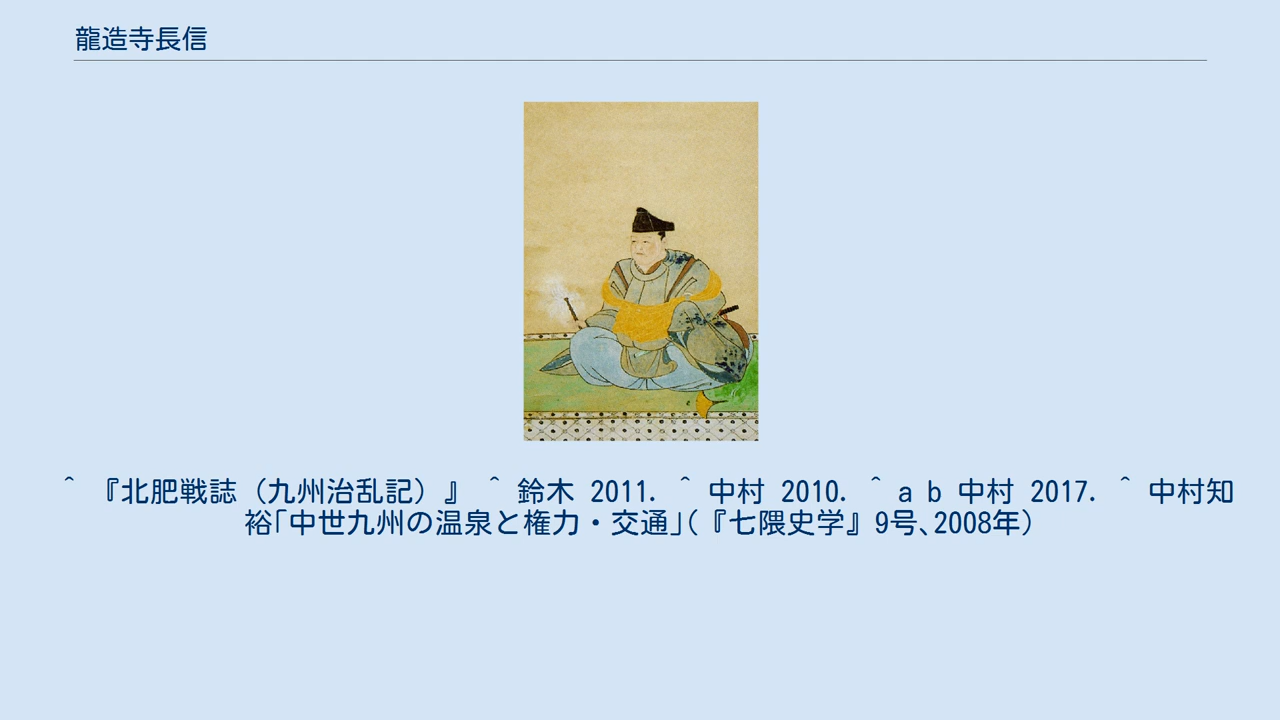 龍造寺長信
^ 『北肥戦誌（九州治乱記）』 ^ 鈴木 2011. ^ 中村 2010. ^ a b 中村 2017. ^ 中村知
裕「中世九州の温泉と権力・交通」（『七隈史学』9号、2008年）